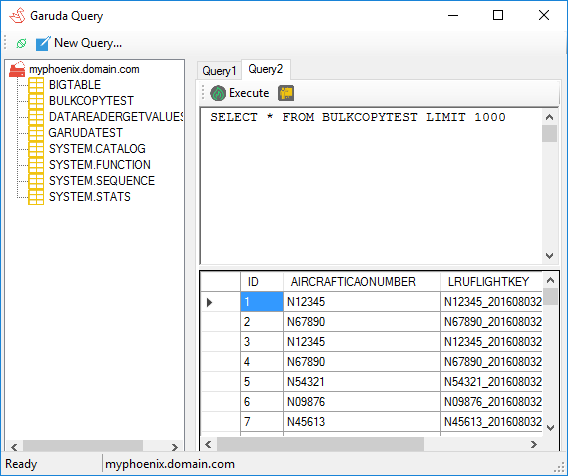 Garuda Query
New Query...
myphoenix.domain.com
BIGTABLE
BULKCOPYTEST
DATAREADERGETVALUES
GARUDATEST
SYSTEM.CATALOG
SYSTEM.FUNCTION
SYSTEM.SEQUENCE
SYSTEM.STATS
Query1 Query2
Execute
SELECT * FROM BULKCOPYTEST LIMIT 1000
ID AIRCRAFTICAONUMBER LRUFLIGHTKEY
1 N12345 N12345_201608032
2 N67890 N67890_201608032
3 N12345 N12345_201608032
4 N67890 N67890_201608032
5 N54321 N54321_201608032
6 N09876 N09876_201608032
7 N45613 N45613_201608032
Ready myphoenix.domain.com